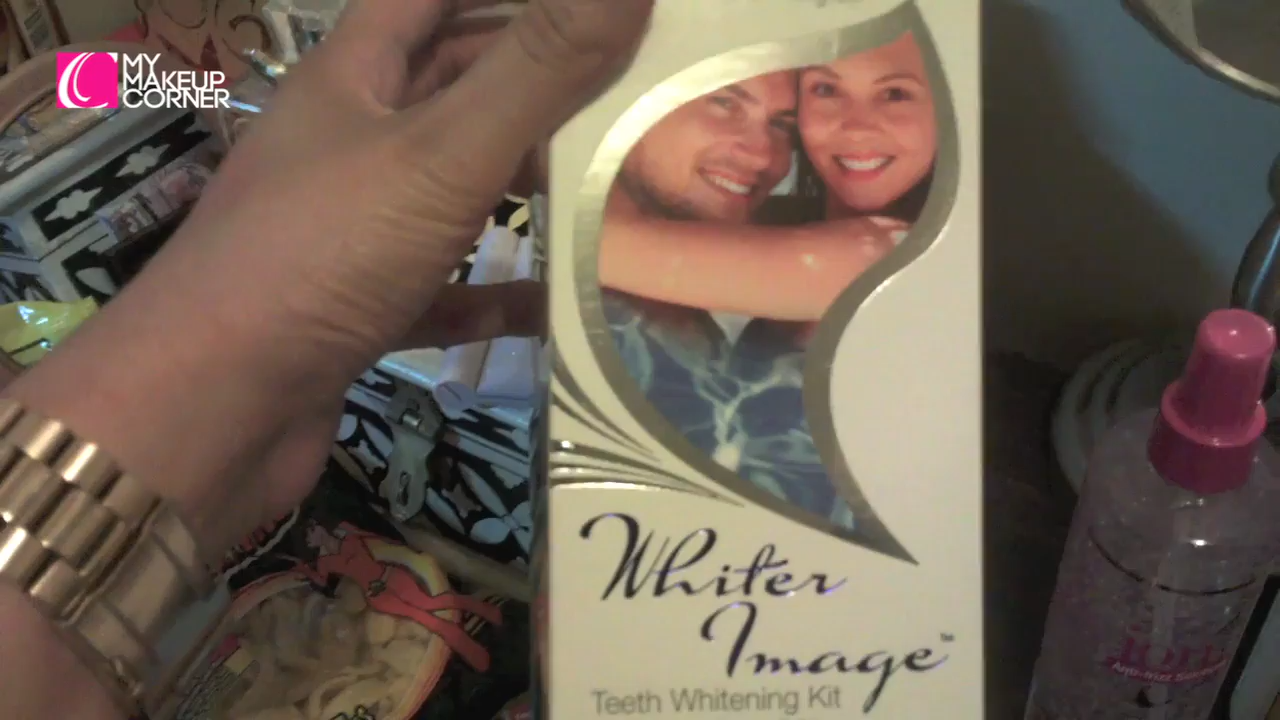 MY
MAKEUP
CORNER
Whiter
Image™
Teeth Whitening Kit